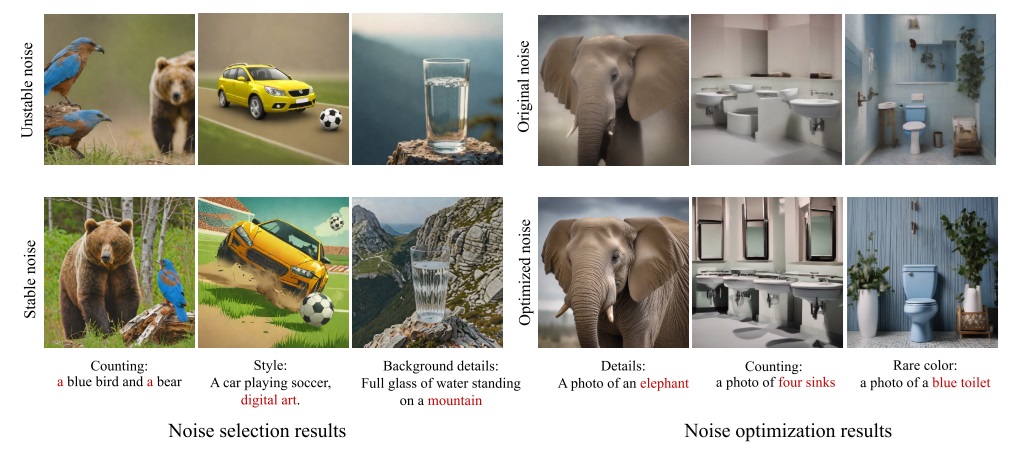 Unstable noise
Original noise
Stable noise
Optimized noise
Counting:
a blue bird and a bear
Style:
A car playing soccer,
digital art.
Background details:
Full glass of water standing
on a mountain
Details:
A photo of an elephant
Counting:
a photo of four sinks
Rare color:
a photo of a blue toilet
Noise selection results
Noise optimization results